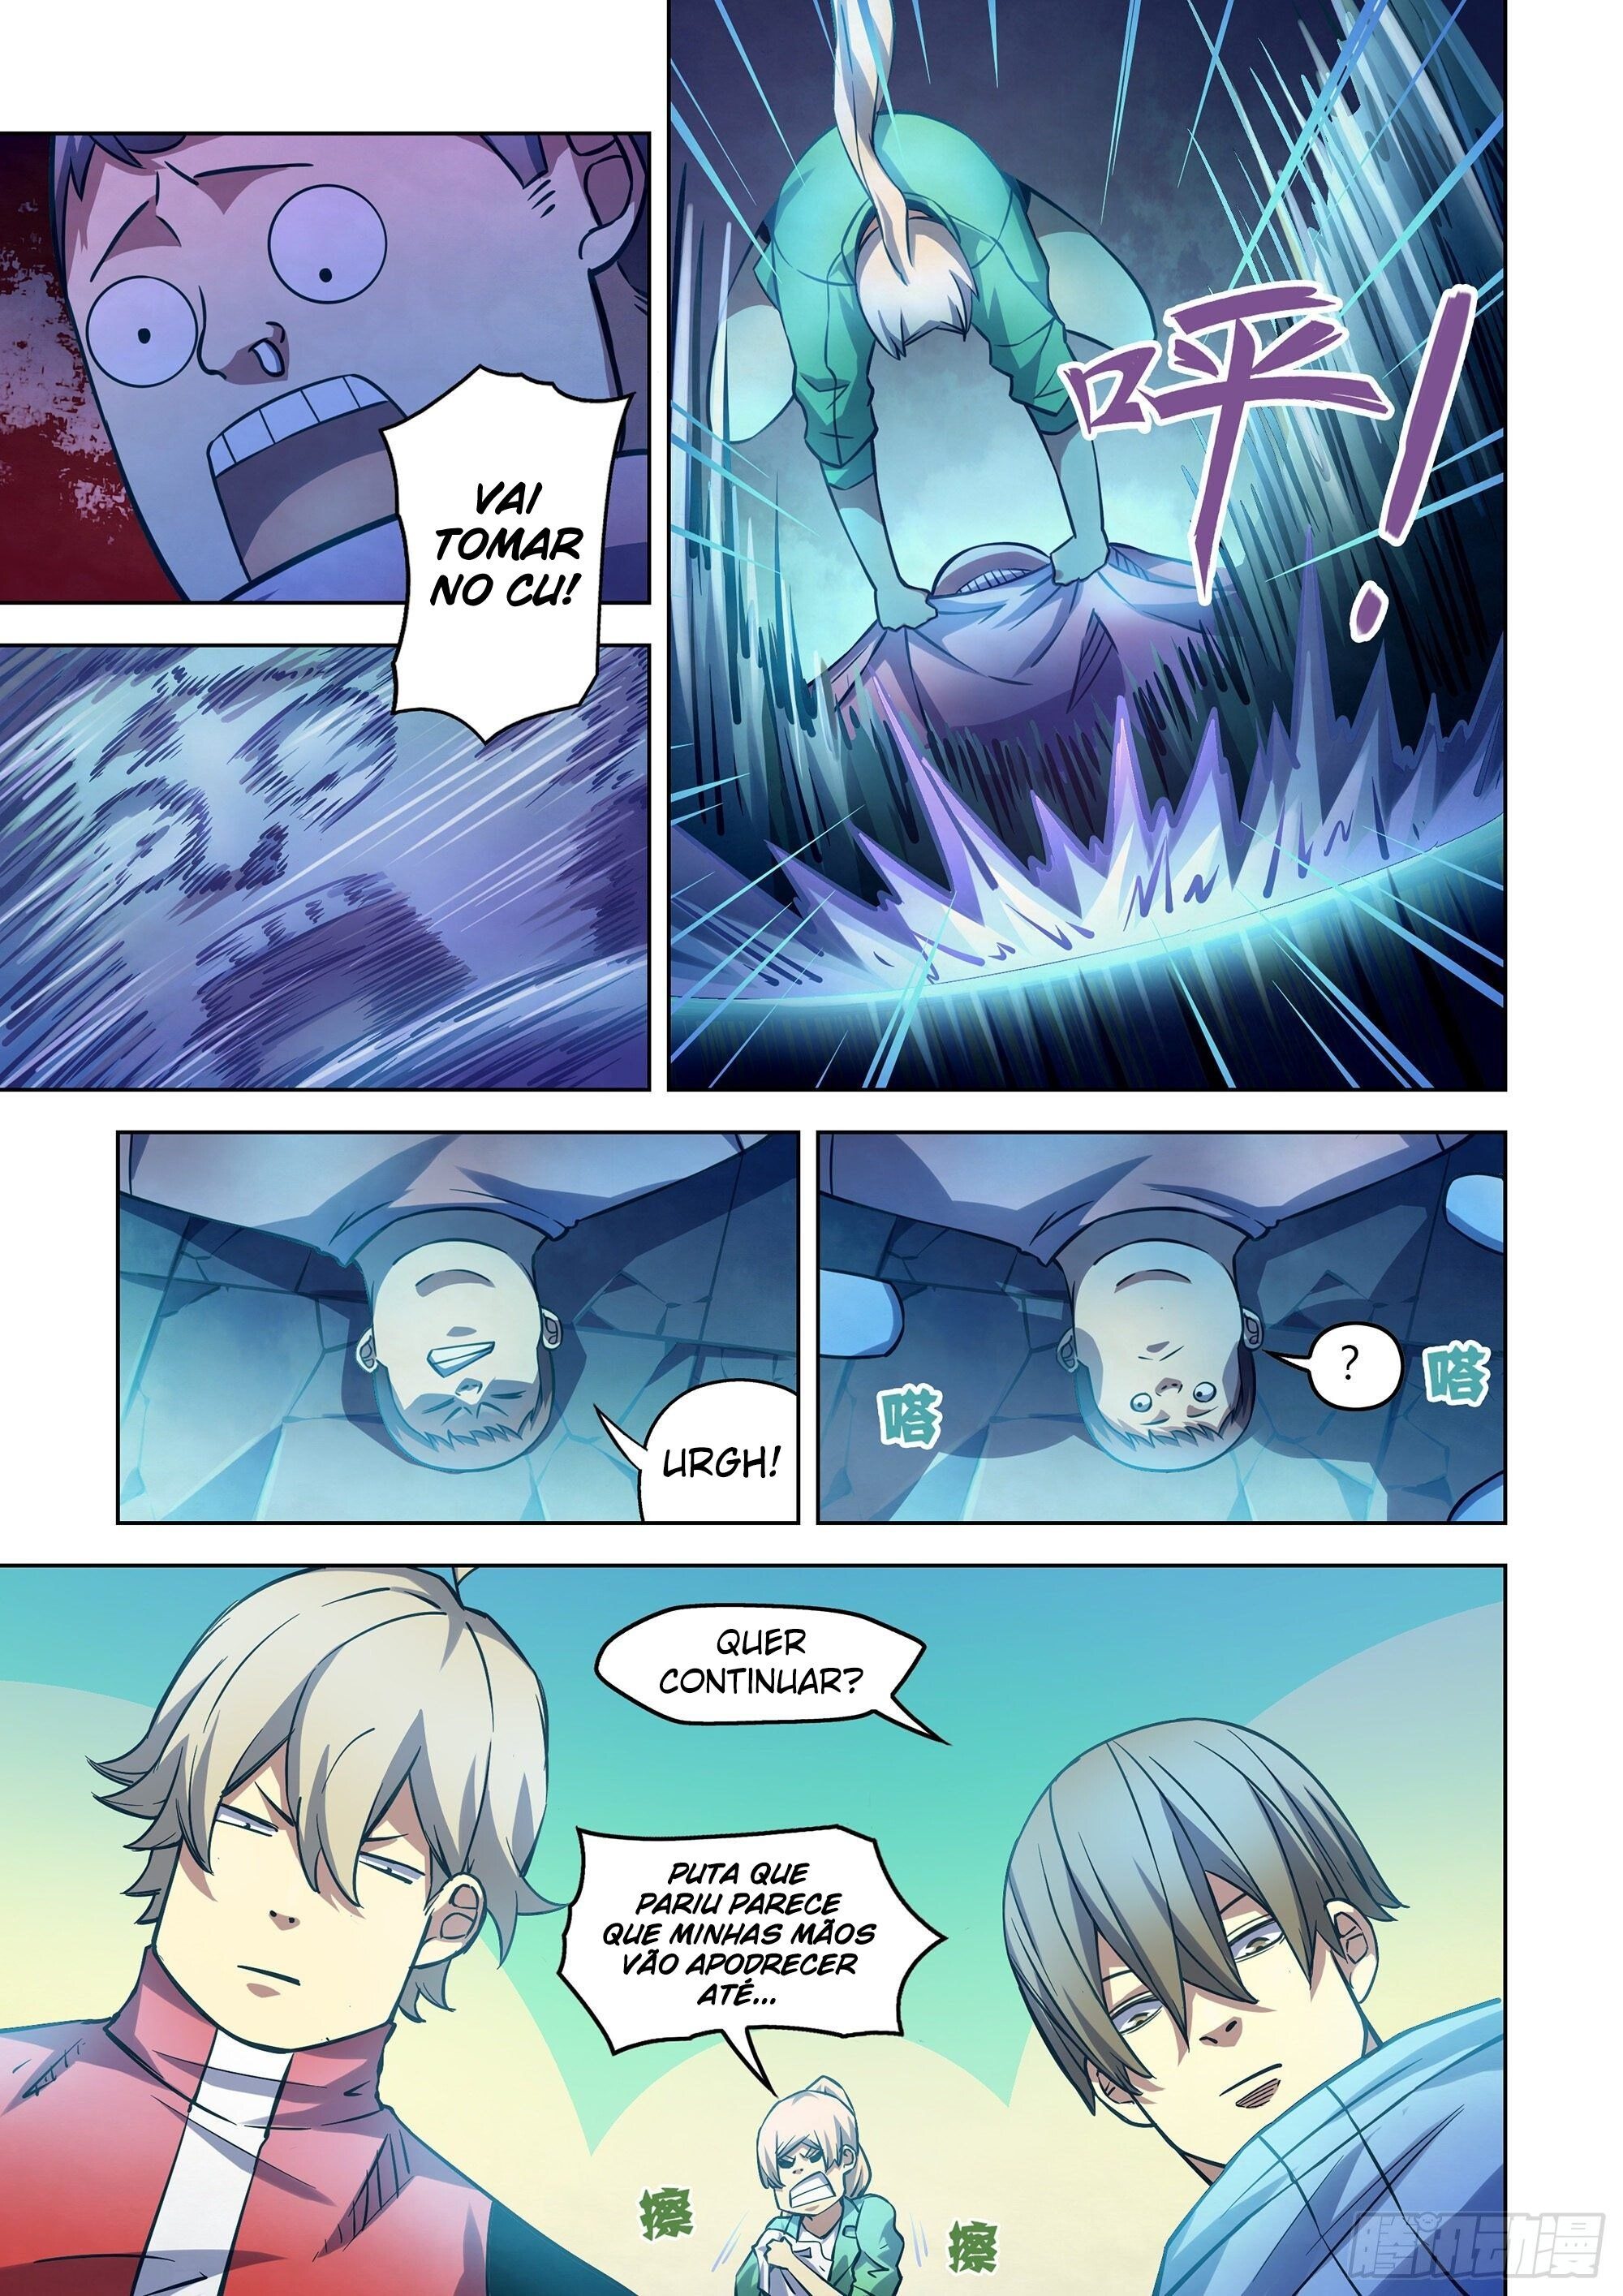 VAI
TOMAR
NO CU!
呯!
URGH!
?
嗒
嗒
QUER
CONTINUAR?
PUTA QUE
PARIU PARECE
QUE MINHAS MÃOS
VÃO APODRECER
ATÉ...
擦
擦
腾讯动漫